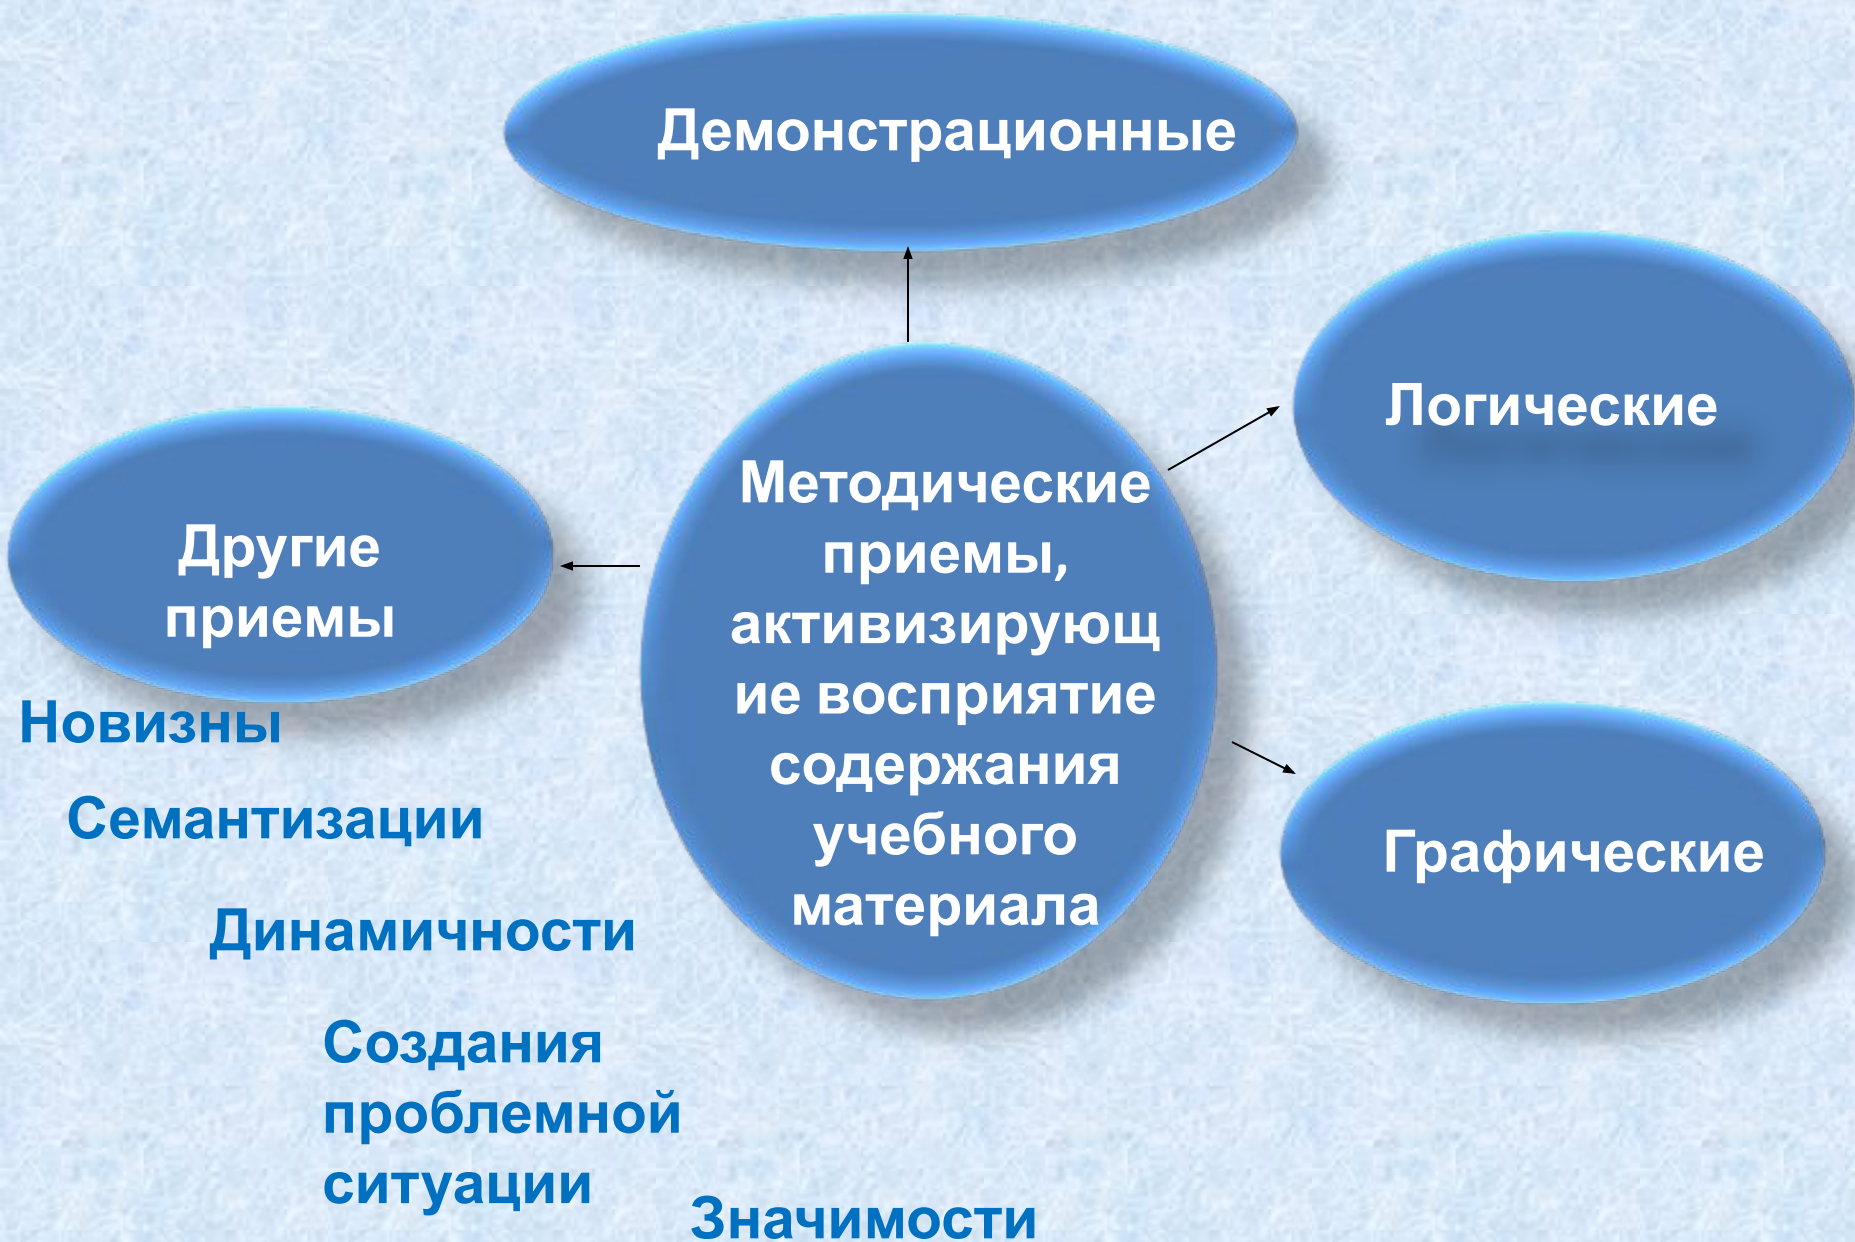 Демонстрационные
Логические
Методические
приемы,
активизирующ
ие восприятие
содержания
учебного
материала
Другие
приемы
Графические
Новизны
Семантизации
Динамичности
Создания
проблемной
ситуации
Значимости